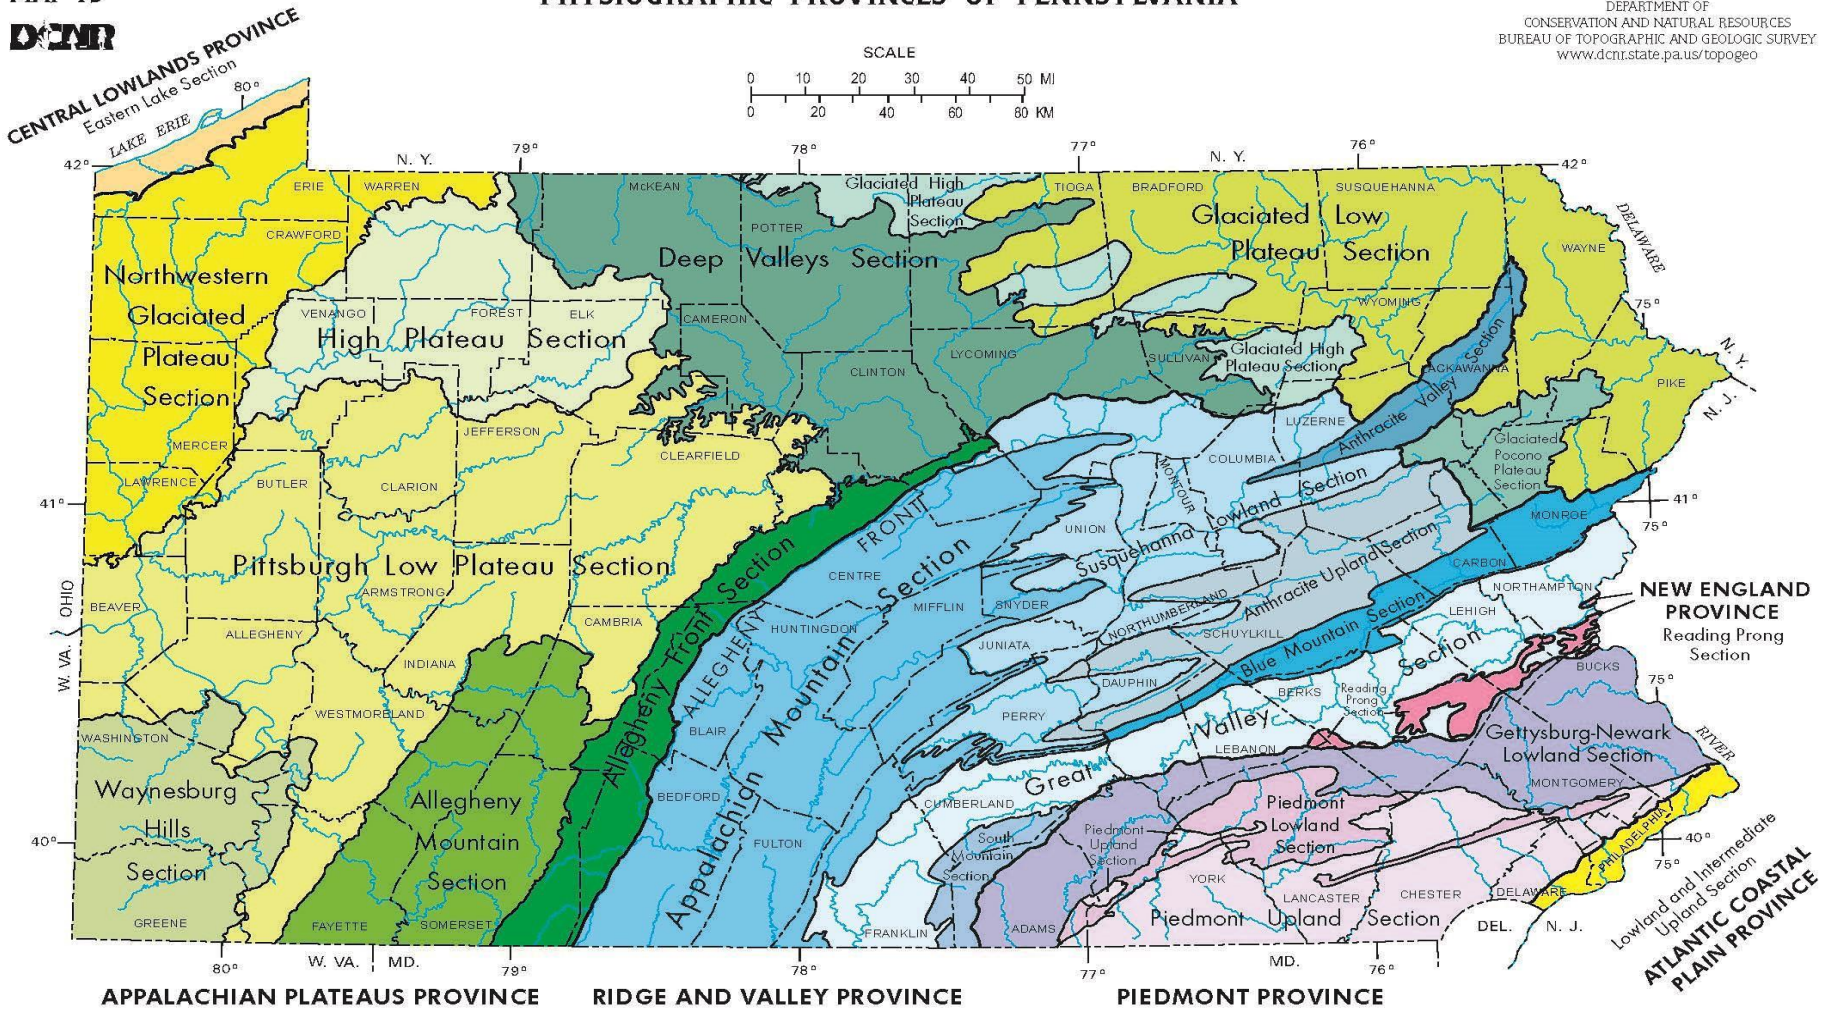 MAP 13
PHYSIOGRAPHIC PROVINCES OF PENNSYLVANIA
DCNR
DEPARTMENT OF
CONSERVATION AND NATURAL RESOURCES
BUREAU OF TOPOGRAPHIC AND GEOLOGIC SURVEY
www.dcnr.state.pa.us/topogeo
SCALE
0 10 20 30 40 50 MI
0 20 40 60 80 KM
CENTRAL LOWLANDS PROVINCE
Eastern Lake Section
80°
LAKE ERIE
42°
N. Y.
79°
78°
77°
N. Y.
76°
42°
ERIE
WARREN
McKEAN
POTTER
Glaciated High
Plateau
Section
TIOGA
BRADFORD
SUSQUEHANNA
WAYNE
DELAWARE
CRAWFORD
Glaciated Low
Plateau Section
Deep Valleys Section
Northwestern
Glaciated
Plateau
Section
VENANGO
FOREST
ELK
High Plateau Section
CAMERON
CLINTON
LYCOMING
SULLIVAN
Glaciated High
Plateau Section
WYOMING
LACKAWANNA
Anthracite Valley Section
75°
N. Y.
N. J.
PIKE
MERCER
LAWRENCE
BUTLER
CLARION
JEFFERSON
CLEARFIELD
LUZERNE
COLUMBIA
MONTOUR
Glaciated
Pocono
Plateau
Section
MONROE
41°
41°
75°
Pittsburgh Low Plateau Section
ARMSTRONG
BEAVER
ALLEGHENY
INDIANA
CAMBRIA
Allegheny Front Section
ALLEGHENY FRONT
CENTRE
UNION
Susquehanna Lowland Section
Anthracite Upland Section
CARBON
NORTHAMPTON
LEHIGH
NEW ENGLAND
PROVINCE
Reading Prong
Section
OHIO
W. VA.
HUNTINGDON
MIFFLIN
SNYDER
NORTHUMBERLAND
SCHUYLKILL
Blue Mountain Section
JUNIATA
DAUPHIN
BERKS
Reading
Prong
Section
BUCKS
75°
WESTMORELAND
WASHINGTON
BLAIR
Appalachian Mountain Section
PERRY
Great Valley Section
LEBANON
Gettysburg-Newark
Lowland Section
MONTGOMERY
RIVER
Waynesburg
Hills
Section
Allegheny
Mountain
Section
BEDFORD
FULTON
CUMBERLAND
South
Mountain
Section
Piedmont
Upland
Section
Piedmont
Lowland
Section
PHILADELPHIA
40°
40°
75°
GREENE
FAYETTE
SOMERSET
FRANKLIN
ADAMS
YORK
LANCASTER
CHESTER
DELAWARE
Piedmont Upland Section
DEL.
N. J.
Lowland and Intermediate
Upland Section
ATLANTIC COASTAL
PLAIN PROVINCE
80°
W. VA.
MD.
79°
78°
77°
MD.
76°
APPALACHIAN PLATEAUS PROVINCE
RIDGE AND VALLEY PROVINCE
PIEDMONT PROVINCE